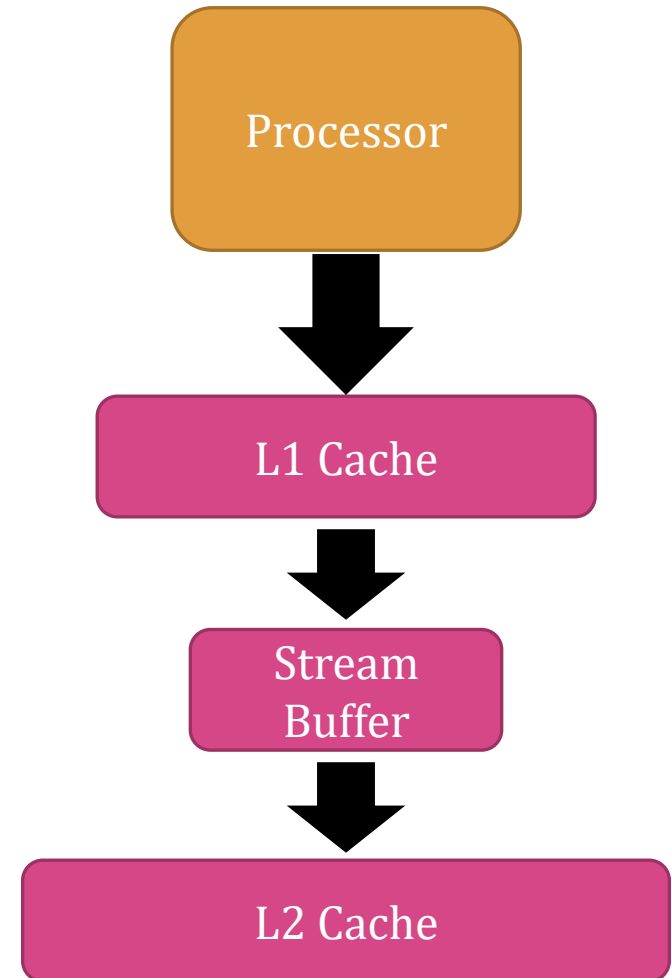 Processor
L1 Cache
Stream
Buffer
L2 Cache